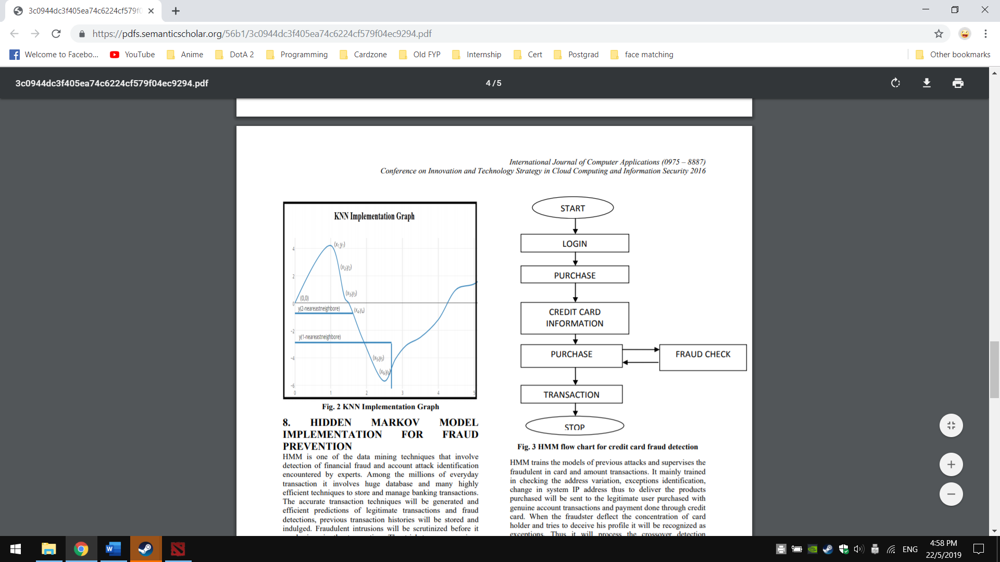 3c0944dc3f405ea74c6224cf579f0
https://pdfs.semanticscholar.org/56b1/3c0944dc3f405ea74c6224cf579f04ec9294.pdf
Welcome to Facebo... YouTube Anime DotA 2 Programming Cardzone Old FYP Internship Cert Postgrad face matching Other bookmarks
3c0944dc3f405ea74c6224cf579f04ec9294.pdf 4 / 5
International Journal of Computer Applications (0975 – 8887)
Conference on Innovation and Technology Strategy in Cloud Computing and Information Security 2016
KNN Implementation Graph
(x1,y1)
4
(x2,y2)
2
(x3,y3)
(0,0)
0
y(2-neareastneighbore)
(x4,y4)
-2
y(1-neareastneighbore)
-4
(x5,y5)
(x6,y6)
-6
0 1 2 3 4 5
Fig. 2 KNN Implementation Graph
8. HIDDEN MARKOV MODEL
IMPLEMENTATION FOR FRAUD
PREVENTION
HMM is one of the data mining techniques that involve
detection of financial fraud and account attack identification
encountered by experts. Among the millions of everyday
transaction it involves huge database and many highly
efficient techniques to store and manage banking transactions.
The accurate transaction techniques will be generated and
efficient predictions of legitimate transactions and fraud
detections, previous transaction histories will be stored and
indulged. Fraudulent intrusions will be scrutinized before it
START
LOGIN
PURCHASE
CREDIT CARD
INFORMATION
PURCHASE
FRAUD CHECK
TRANSACTION
STOP
Fig. 3 HMM flow chart for credit card fraud detection
HMM trains the models of previous attacks and supervises the
fraudulent in card and amount transactions. It mainly trained
in checking the address variation, exceptions identification,
change in system IP address thus to deliver the products
purchased will be sent to the legitimate user purchased with
genuine account transactions and payment done through credit
card. When the fraudster deflect the concentration of card
holder and tries to deceive his profile it will be recognized as
exceptions. Thus it will process the crossover detection
ENG
4:58 PM
22/5/2019